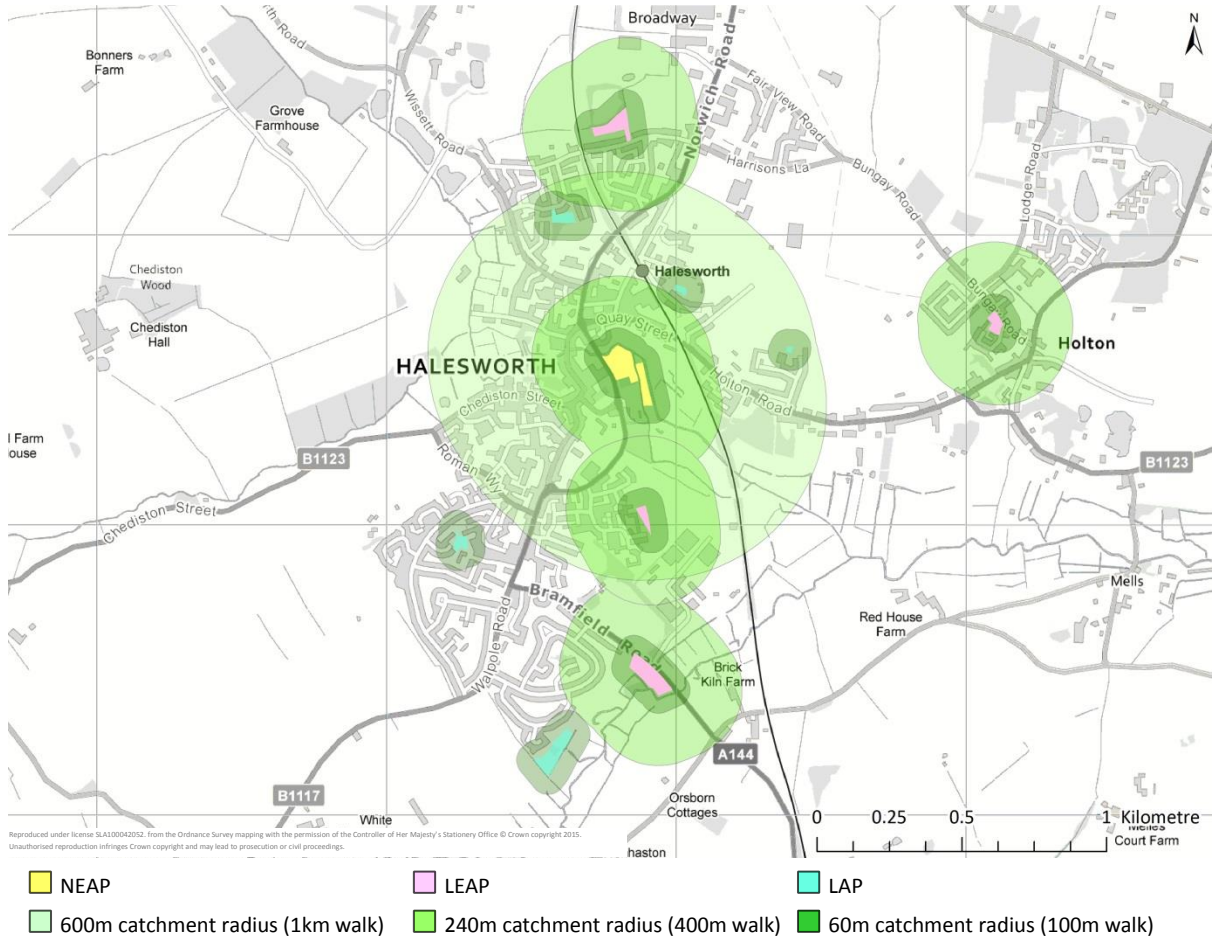 Broadway
N
Bonners
Farm
Grove
Farmhouse
Wissett Road
Norwich Road
Fair View Road
Harrisons La
Bungay Road
Lodge Road
Halesworth
Chediston
Wood
Chediston
Hall
Quay Street
HALESWORTH
Bungay Road
Holton
Chediston Street
Holton Road
B1123
Roman Wy
B1123
Chediston Street
Mells
Bramfield Road
Red House
Farm
Walpole Road
Brick
Kiln Farm
A144
B1117
Orsborn
Cottages
White
0 0.25 0.5 1 Kilometre
Court Farm
Reproduced under license SLA100042052. from the Ordnance Survey mapping with the permission of the Controller of Her Majesty's Stationery Office © Crown copyright 2015.
Unauthorised reproduction infringes Crown copyright and may lead to prosecution or civil proceedings.
NEAP LEAP LAP
600m catchment radius (1km walk) 240m catchment radius (400m walk) 60m catchment radius (100m walk)